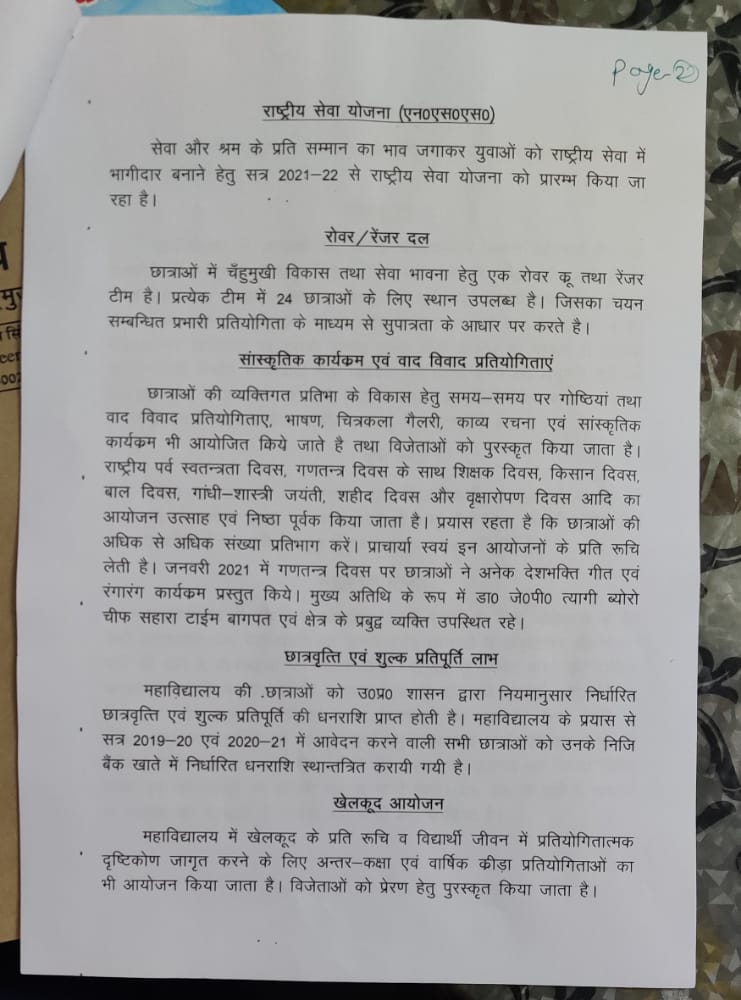 Page-22
राष्ट्रीय सेवा योजना (एन0एस0एस0)
सेवा और श्रम के प्रति सम्मान का भाव जगाकर युवाओं को राष्ट्रीय सेवा में
भागीदार बनाने हेतु सत्र 2021–22 से राष्ट्रीय सेवा योजना को प्रारम्भ किया जा
रहा है।
रोवर/रेंजर दल
छात्राओं में चँहुमुखी विकास तथा सेवा भावना हेतु एक रोवर क्रू तथा रेंजर
टीम है। प्रत्येक टीम में 24 छात्राओं के लिए स्थान उपलब्ध है। जिसका चयन
सम्बन्धित प्रभारी प्रतियोगिता के माध्यम से सुपात्रता के आधार पर करते है।
सांस्कृतिक कार्यक्रम एवं वाद विवाद प्रतियोगिताएं
छात्राओं की व्यक्तिगत प्रतिभा के विकास हेतु समय–समय पर गोष्ठियां तथा
वाद विवाद प्रतियोगिताए, भाषण, चित्रकला गैलरी, काव्य रचना एवं सांस्कृतिक
कार्यक्रम भी आयोजित किये जाते है तथा विजेताओं को पुरस्कृत किया जाता है।
राष्ट्रीय पर्व स्वतन्त्रता दिवस, गणतन्त्र दिवस के साथ शिक्षक दिवस, किसान दिवस,
बाल दिवस, गांधी–शास्त्री जयंती, शहीद दिवस और वृक्षारोपण दिवस आदि का
आयोजन उत्साह एवं निष्ठा पूर्वक किया जाता है। प्रयास रहता है कि छात्राओं की
अधिक से अधिक संख्या प्रतिभाग करें। प्राचार्या स्वयं इन आयोजनों के प्रति रूचि
लेती है। जनवरी 2021 में गणतन्त्र दिवस पर छात्राओं ने अनेक देशभक्ति गीत एवं
रंगारंग कार्यक्रम प्रस्तुत किये। मुख्य अतिथि के रूप में डा0 जे0पी0 त्यागी ब्योरो
चीफ सहारा टाईम बागपत एवं क्षेत्र के प्रबुद्व व्यक्ति उपस्थित रहे।
छात्रवृत्ति एवं शुल्क प्रतिपूर्ति लाभ
महाविद्यालय की छात्राओं को उ0प्र0 शासन द्वारा नियमानुसार निर्धारित
छात्रवृत्ति एवं शुल्क प्रतिपूर्ति की धनराशि प्राप्त होती है। महाविद्यालय के प्रयास से
सत्र 2019–20 एवं 2020–21 में आवेदन करने वाली सभी छात्राओं को उनके निजि
बैंक खाते में निर्धारित धनराशि स्थान्तत्रित करायी गयी है।
खेलकूद आयोजन
महाविद्यालय में खेलकूद के प्रति रूचि व विद्यार्थी जीवन में प्रतियोगितात्मक
दृष्टिकोण जागृत करने के लिए अन्तर–कक्षा एवं वार्षिक क्रीड़ा प्रतियोगिताओं का
भी आयोजन किया जाता है। विजेताओं को प्रेरण हेतु पुरस्कृत किया जाता है।